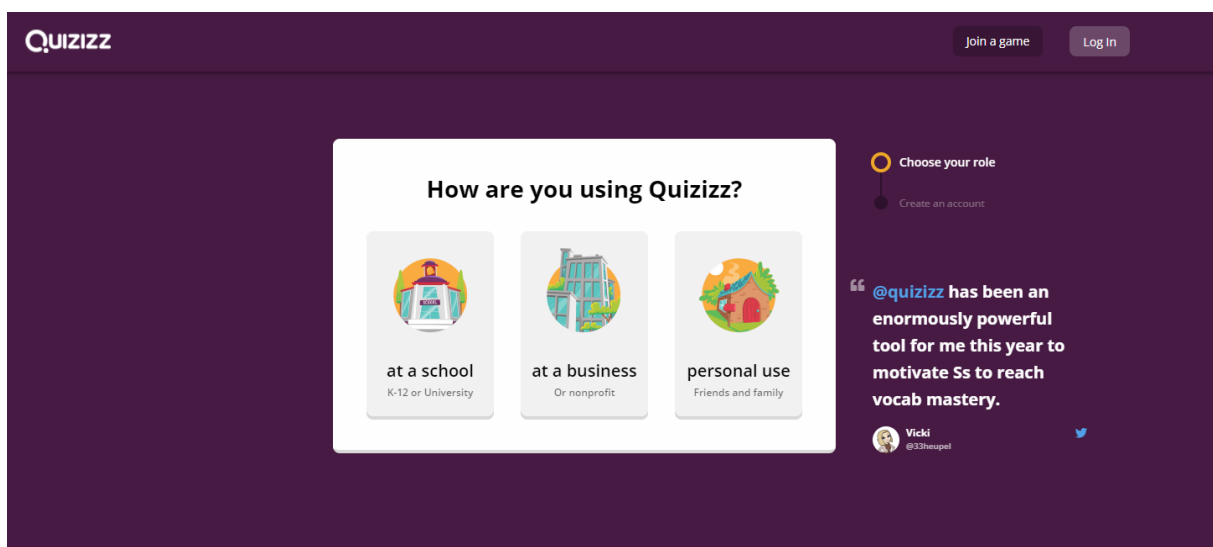 Quizizz
Join a game
Log In
How are you using Quizizz?
SCHOOL
at a school
K-12 or University
at a business
Or nonprofit
personal use
Friends and family
Choose your role
Create an account
“ @quizizz has been an
enormously powerful
tool for me this year to
motivate Ss to reach
vocab mastery.
Vicki
@33heupel